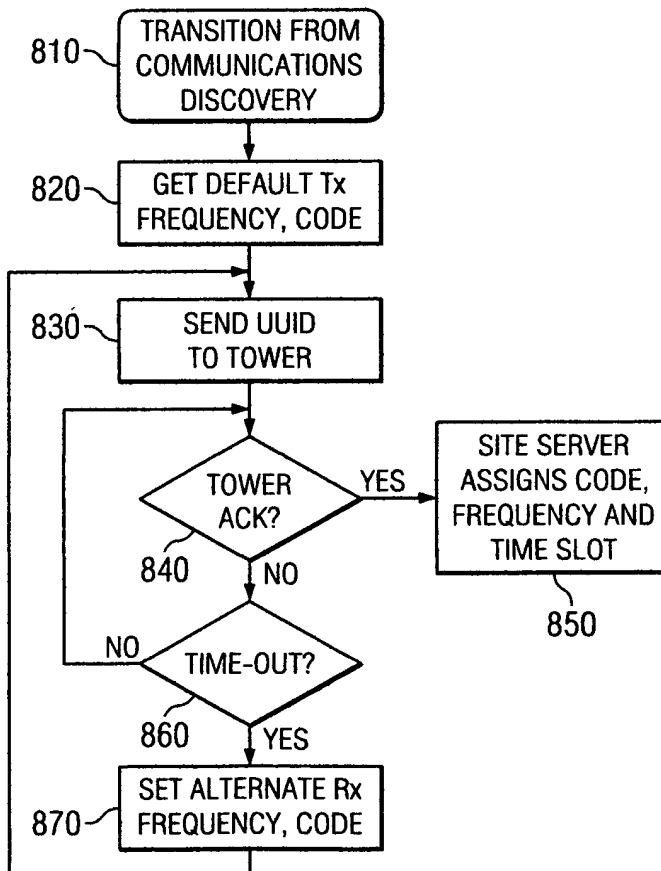 810
TRANSITION FROM
COMMUNICATIONS
DISCOVERY
820
GET DEFAULT Tx
FREQUENCY, CODE
830
SEND UUID
TO TOWER
TOWER
ACK?
840
YES
NO
SITE SERVER
ASSIGNS CODE,
FREQUENCY AND
TIME SLOT
850
TIME-OUT?
860
NO
YES
870
SET ALTERNATE Rx
FREQUENCY, CODE